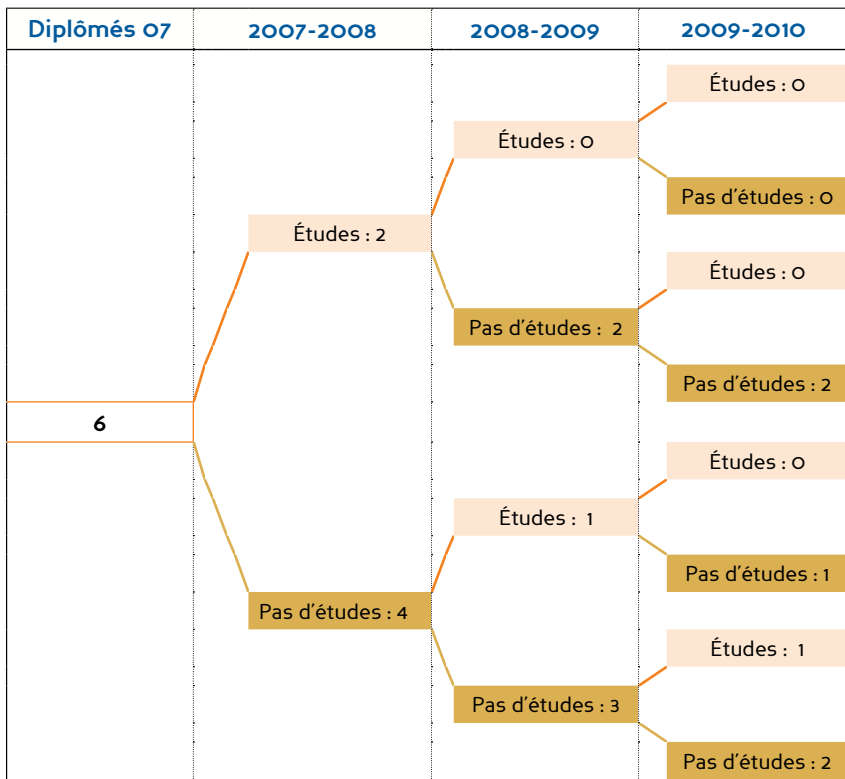 Diplômés 07 2007-2008 2008-2009 2009-2010
Études : 0
Études : 0
Pas d'études : 0
Études : 2
Études : 0
Pas d'études : 2
Pas d'études : 2
6
Études : 0
Études : 1
Pas d'études : 1
Pas d'études : 4
Études : 1
Pas d'études : 3
Pas d'études : 2